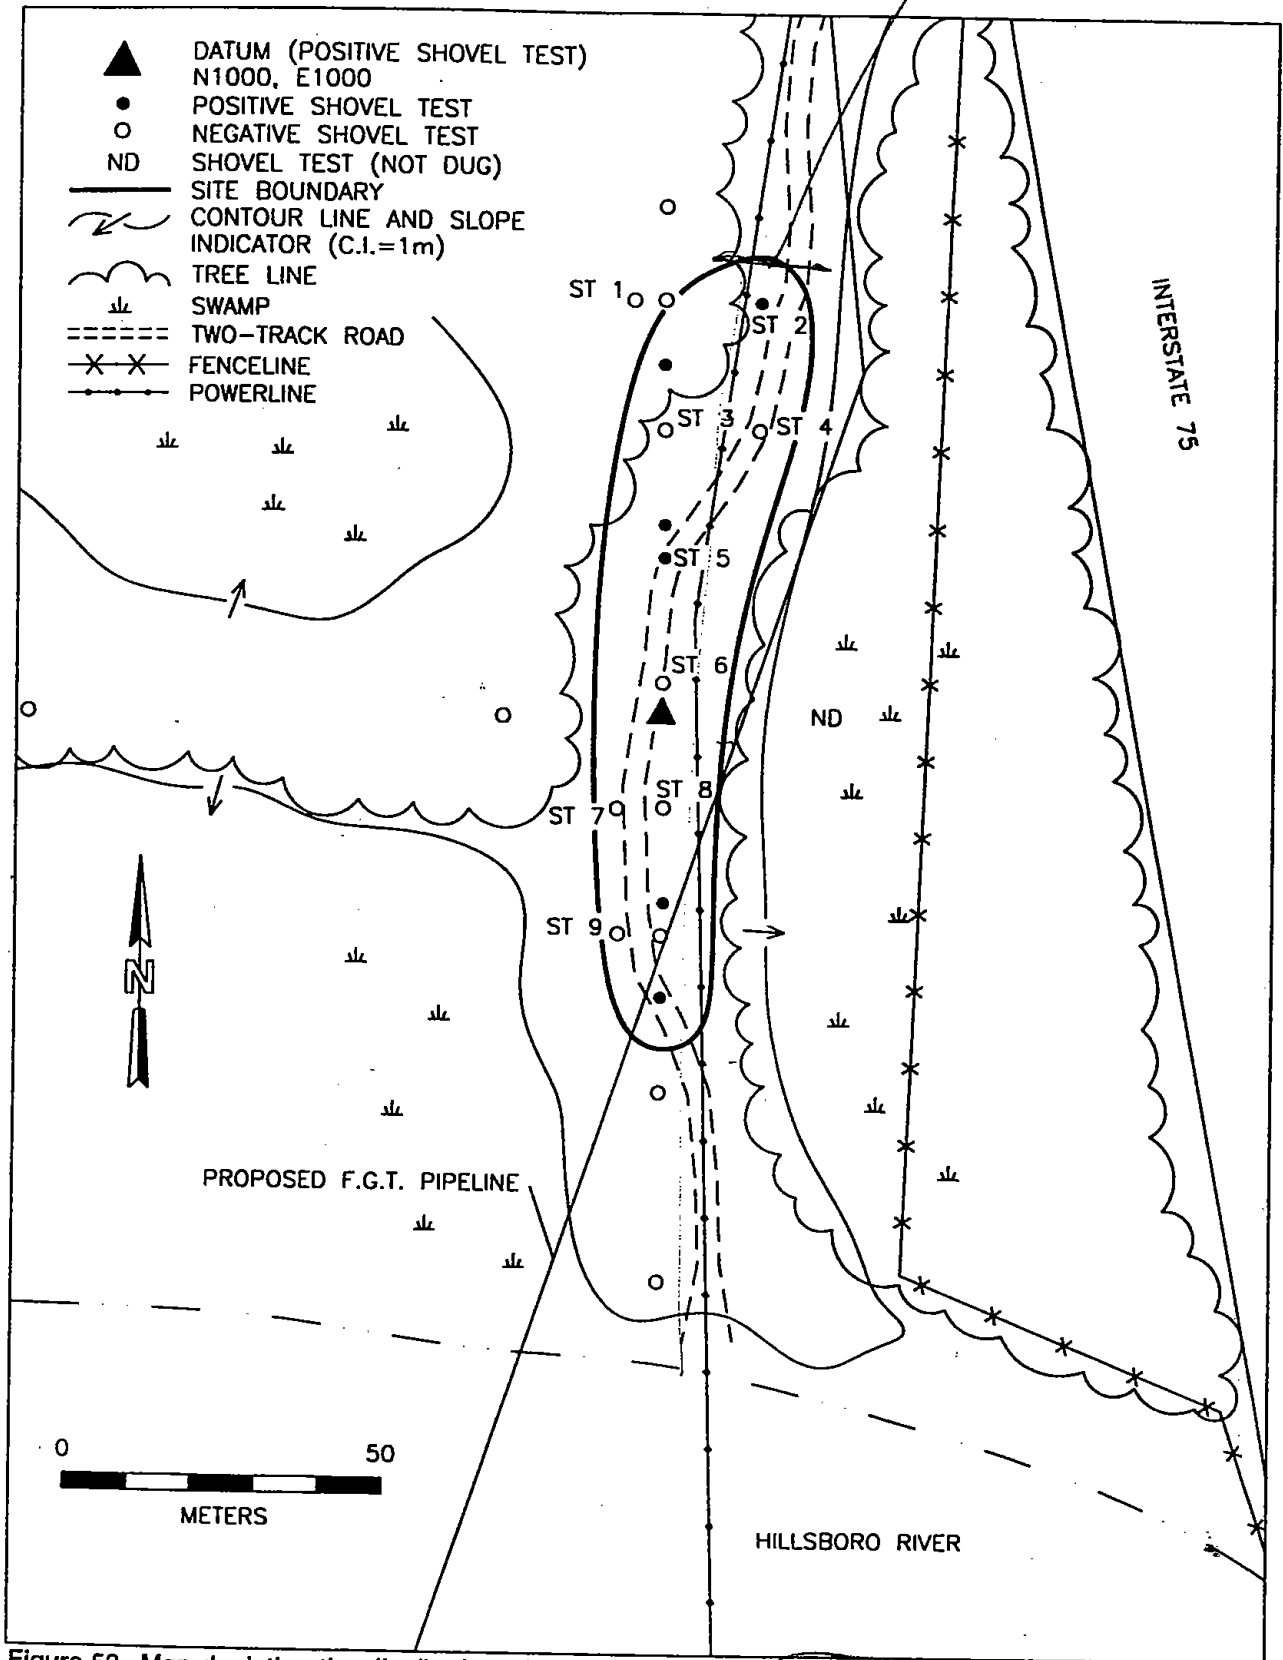 DATUM (POSITIVE SHOVEL TEST)
N1000, E1000
POSITIVE SHOVEL TEST
NEGATIVE SHOVEL TEST
ND SHOVEL TEST (NOT DUG)
SITE BOUNDARY
CONTOUR LINE AND SLOPE
INDICATOR (C.I.=1m)
TREE LINE
SWAMP
TWO-TRACK ROAD
FENCELINE
POWERLINE
ST 1
ST 2
INTERSTATE 75
ST 3
ST 4
ST 5
ST 6
ND
ST 8
ST 7
ST 9
N
PROPOSED F.G.T. PIPELINE
0 50
METERS
HILLSBORO RIVER